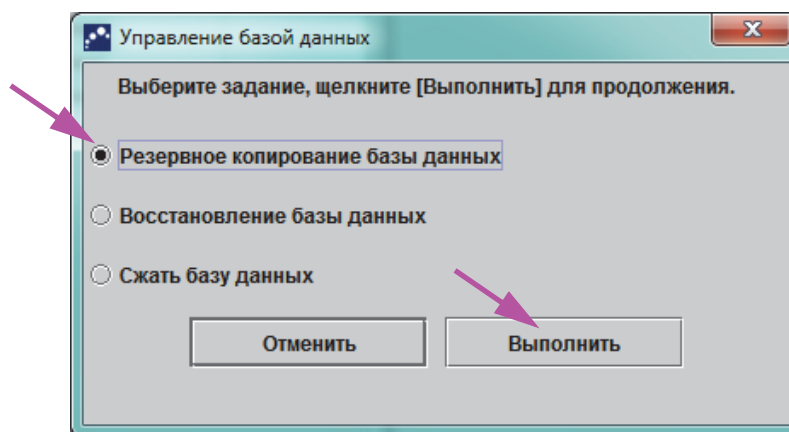 Управление базой данных
Выберите задание, щелкните [Выполнить] для продолжения.
Резервное копирование базы данных
Восстановление базы данных
Сжать базу данных
Отменить
Выполнить